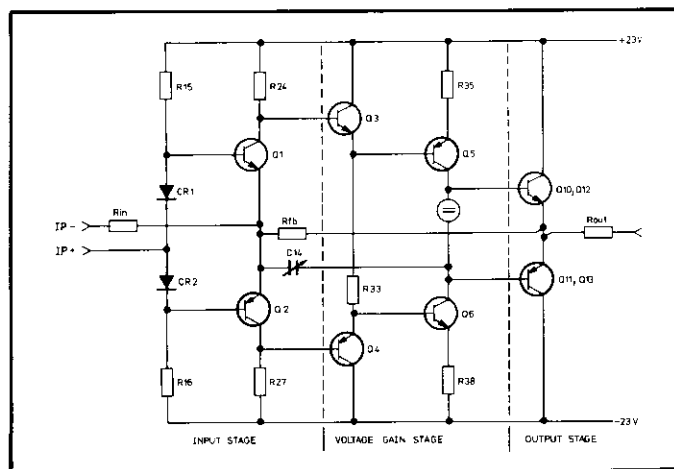 +23V
R15
R24
R35
Q3
Q1
Q5
CR1
Q10,Q12
IP- Rin
Rfb
Rout
IP+
C14
CR2
R33
Q11,Q13
Q2
Q6
Q4
R16
R27
R38
-23V
INPUT STAGE
VOLTAGE GAIN STAGE
OUTPUT STAGE